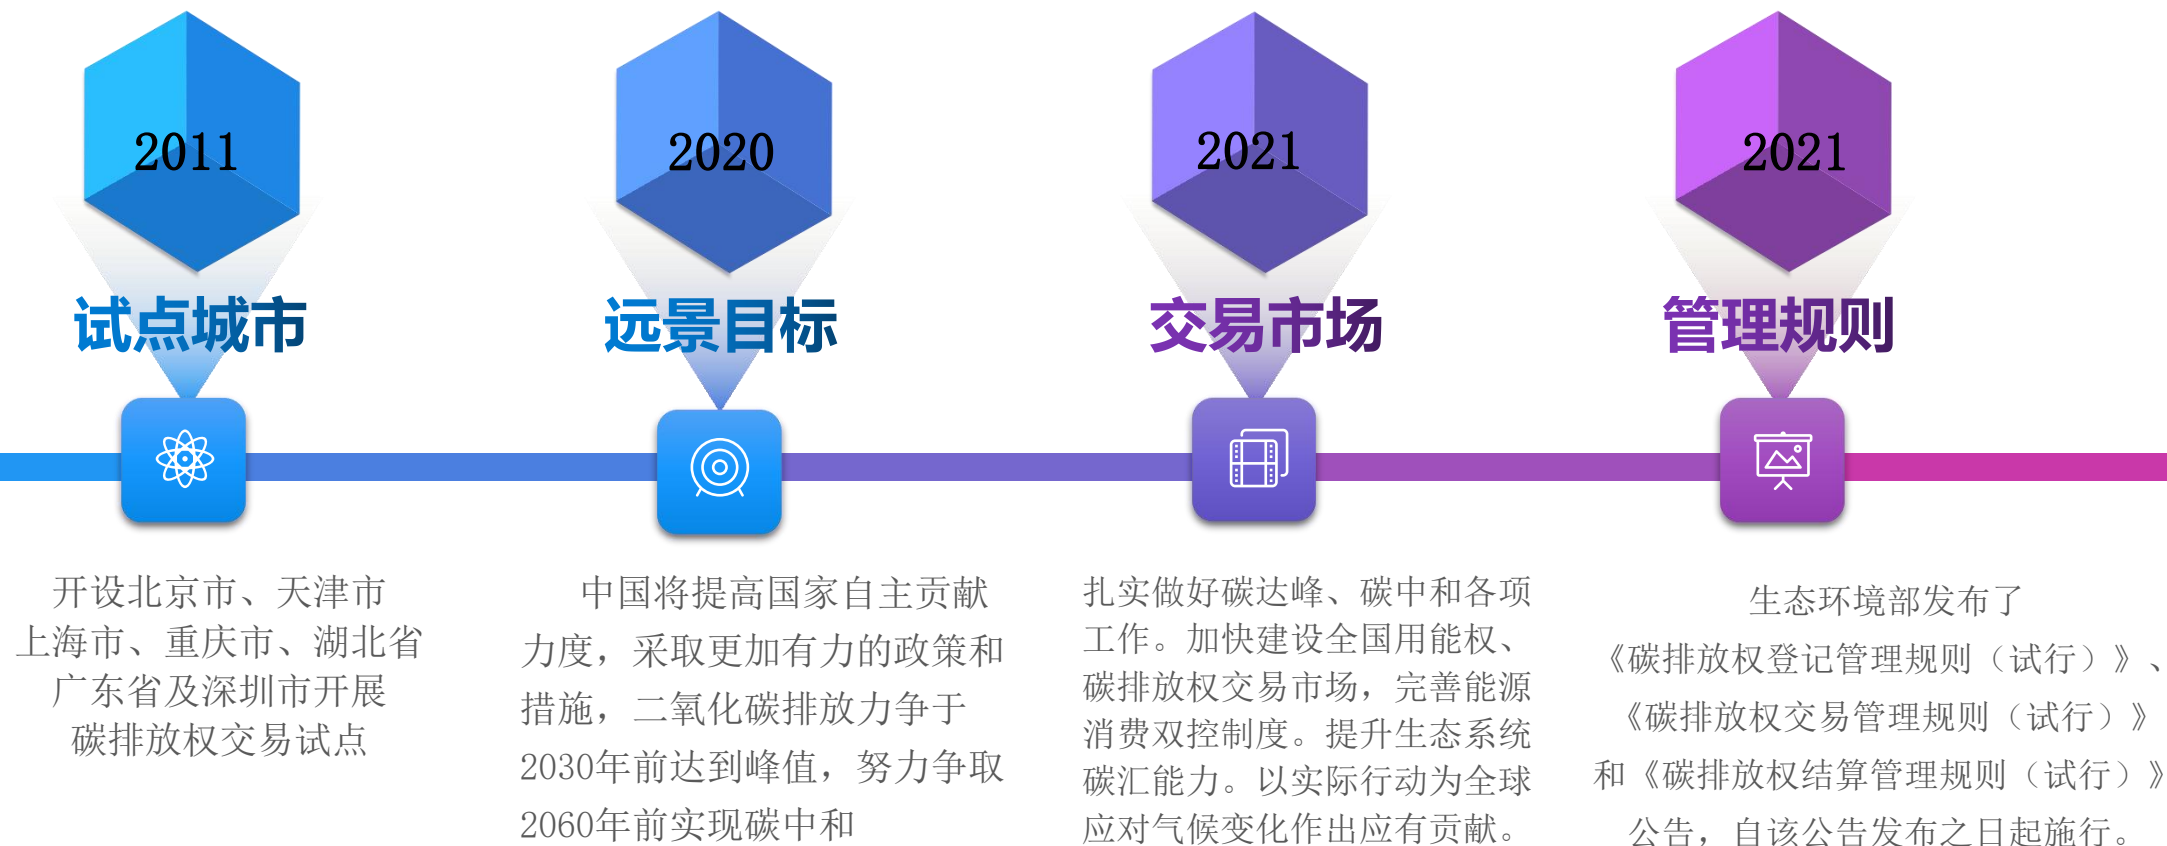 2011
试点城市
开设北京市、天津市
上海市、重庆市、湖北省
广东省及深圳市开展
碳排放权交易试点
2020
远景目标
中国将提高国家自主贡献
力度，采取更加有力的政策和
措施，二氧化碳排放力争于
2030年前达到峰值，努力争取
2060年前实现碳中和
2021
交易市场
扎实做好碳达峰、碳中和各项
工作。加快建设全国用能权、
碳排放权交易市场，完善能源
消费双控制度。提升生态系统
碳汇能力。以实际行动为全球
应对气候变化作出应有贡献。
2021
管理规则
生态环境部发布了
《碳排放权登记管理规则（试行）》、
《碳排放权交易管理规则（试行）》
和《碳排放权结算管理规则（试行）》
公告，自该公告发布之日起施行。